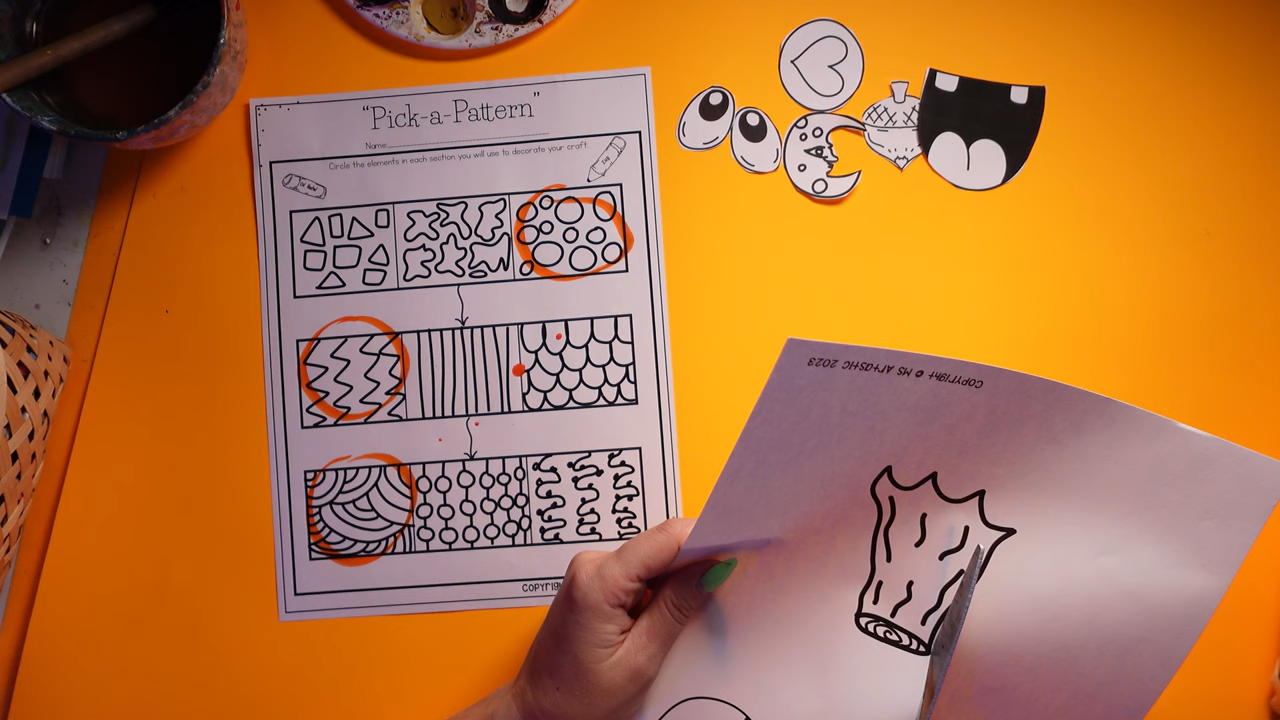 "Pick-a-Pattern"
Name:
Circle the elements in each section you will use to decorate your craft.
COPYRIGHT © MS ARTASTIC 2023